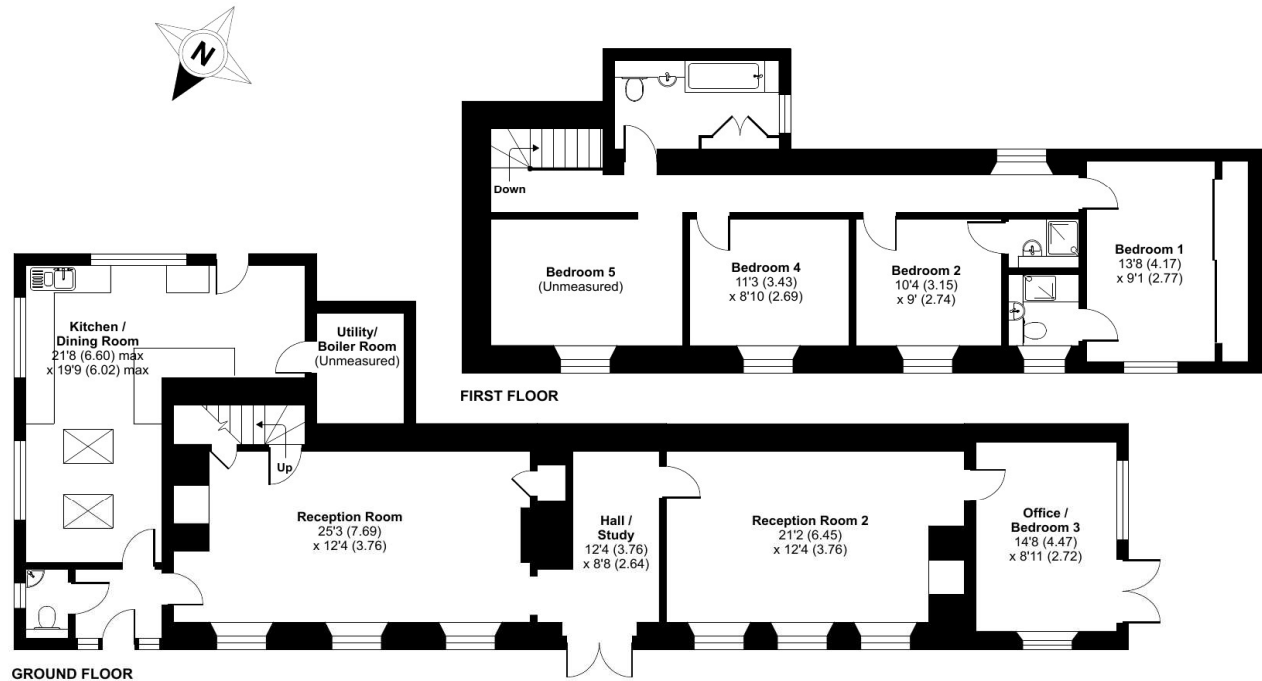 N
Down
Bedroom 5
(Unmeasured)
Bedroom 4
11'3 (3.43)
x 8'10 (2.69)
Bedroom 2
10'4 (3.15)
x 9' (2.74)
Bedroom 1
13'8 (4.17)
x 9'1 (2.77)
FIRST FLOOR
Kitchen /
Dining Room
21'8 (6.60) max
x 19'9 (6.02) max
Utility/
Boiler Room
(Unmeasured)
Up
Reception Room
25'3 (7.69)
x 12'4 (3.76)
Hall /
Study
12'4 (3.76)
x 8'8 (2.64)
Reception Room 2
21'2 (6.45)
x 12'4 (3.76)
Office /
Bedroom 3
14'8 (4.47)
x 8'11 (2.72)
GROUND FLOOR